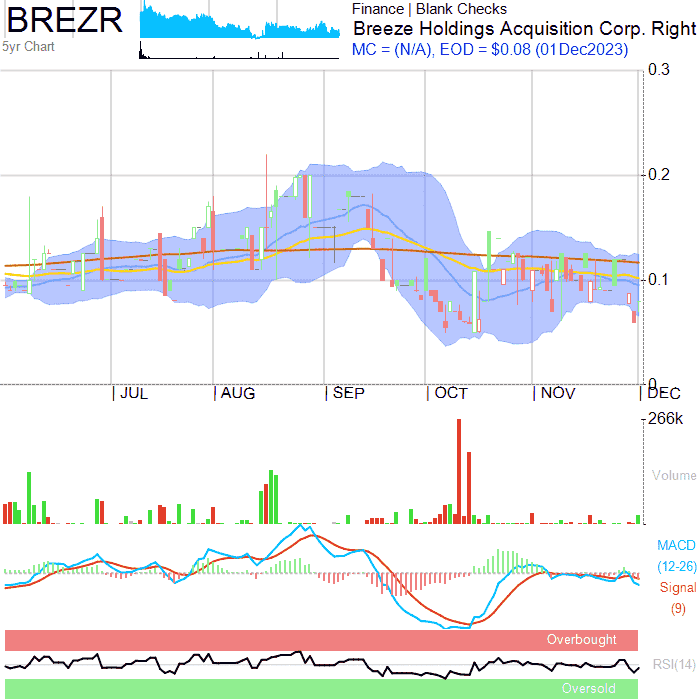 BREZR
5yr Chart
Finance | Blank Checks
Breeze Holdings Acquisition Corp. Right
MC = (N/A), EOD = $0.08 (01Dec2023)
0.3
0.2
0.1
0
| JUL | AUG | SEP | OCT | NOV | DEC
266k
Volume
MACD
(12-26)
Signal
(9)
Overbought
RSI(14)
Oversold